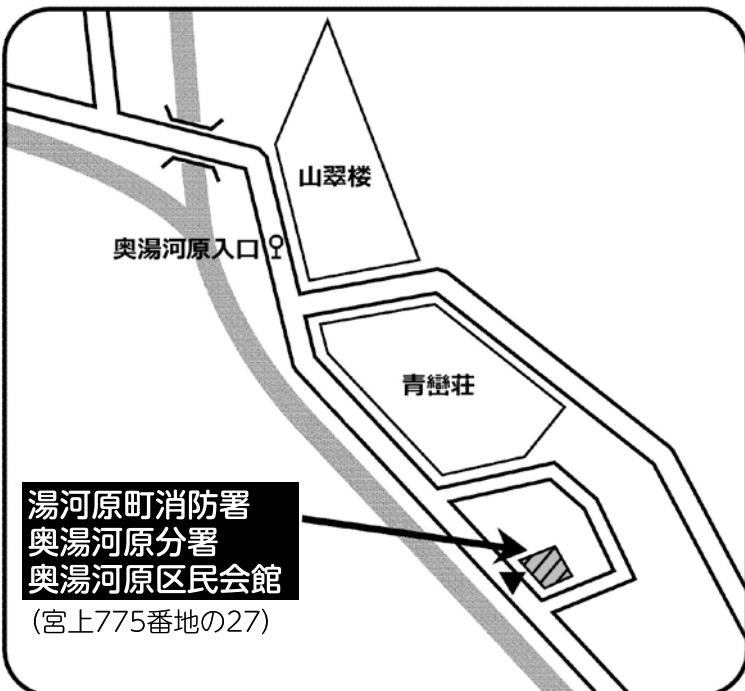 山翠楼
奥湯河原入口
青巒荘
湯河原町消防署
奥湯河原分署
奥湯河原区民会館
(宮上775番地の27)